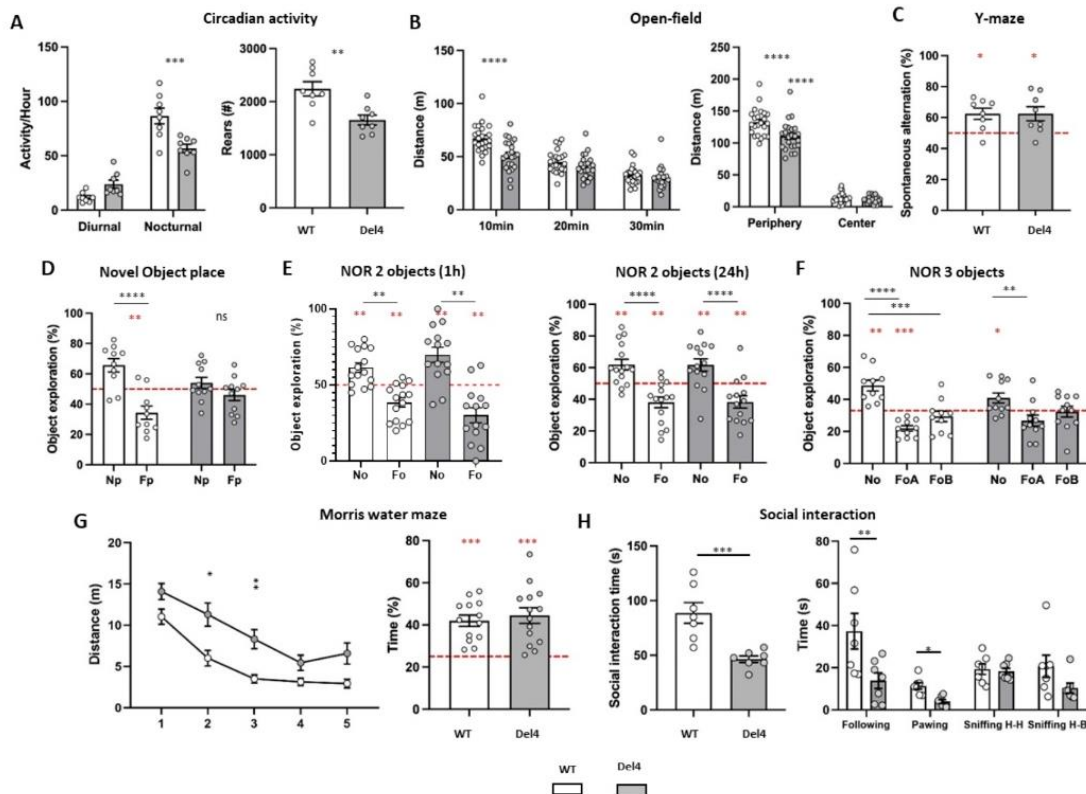 A Circadian activity
Activity/Hour
150
100
50
0
***
Diurnal Nocturnal
Rears (#)
3000
2000
1000
0
**
WT Del4
B Open-field
Distance (m)
150
100
50
0
****
10min 20min 30min
Distance (m)
250
200
150
100
50
0
****
****
Periphery Center
C Y-maze
Spontaneous alternation (%)
100
80
60
40
20
0
* *
WT Del4
D Novel Object place
Object exploration (%)
100
80
60
40
20
0
****
**
ns
Np Fp Np Fp
E NOR 2 objects (1h)
Object exploration (%)
100
50
0
** **
** ** ** **
No Fo No Fo
NOR 2 objects (24h)
Object exploration (%)
100
80
60
40
20
0
**** ****
** ** ** **
No Fo No Fo
F NOR 3 objects
Object exploration (%)
100
80
60
40
20
0
**** **
***
** *** *
No FoA FoB No FoA FoB
G Morris water maze
Distance (m)
20
15
10
5
0
* **
1 2 3 4 5
Time (%)
80
60
40
20
0
*** ***
WT Del4
H Social interaction
Social interaction time (s)
150
100
50
0
***
WT Del4
Time (s)
80
60
40
20
0
**
*
Following Pawing Sniffing H-H Sniffing H-B
WT Del4